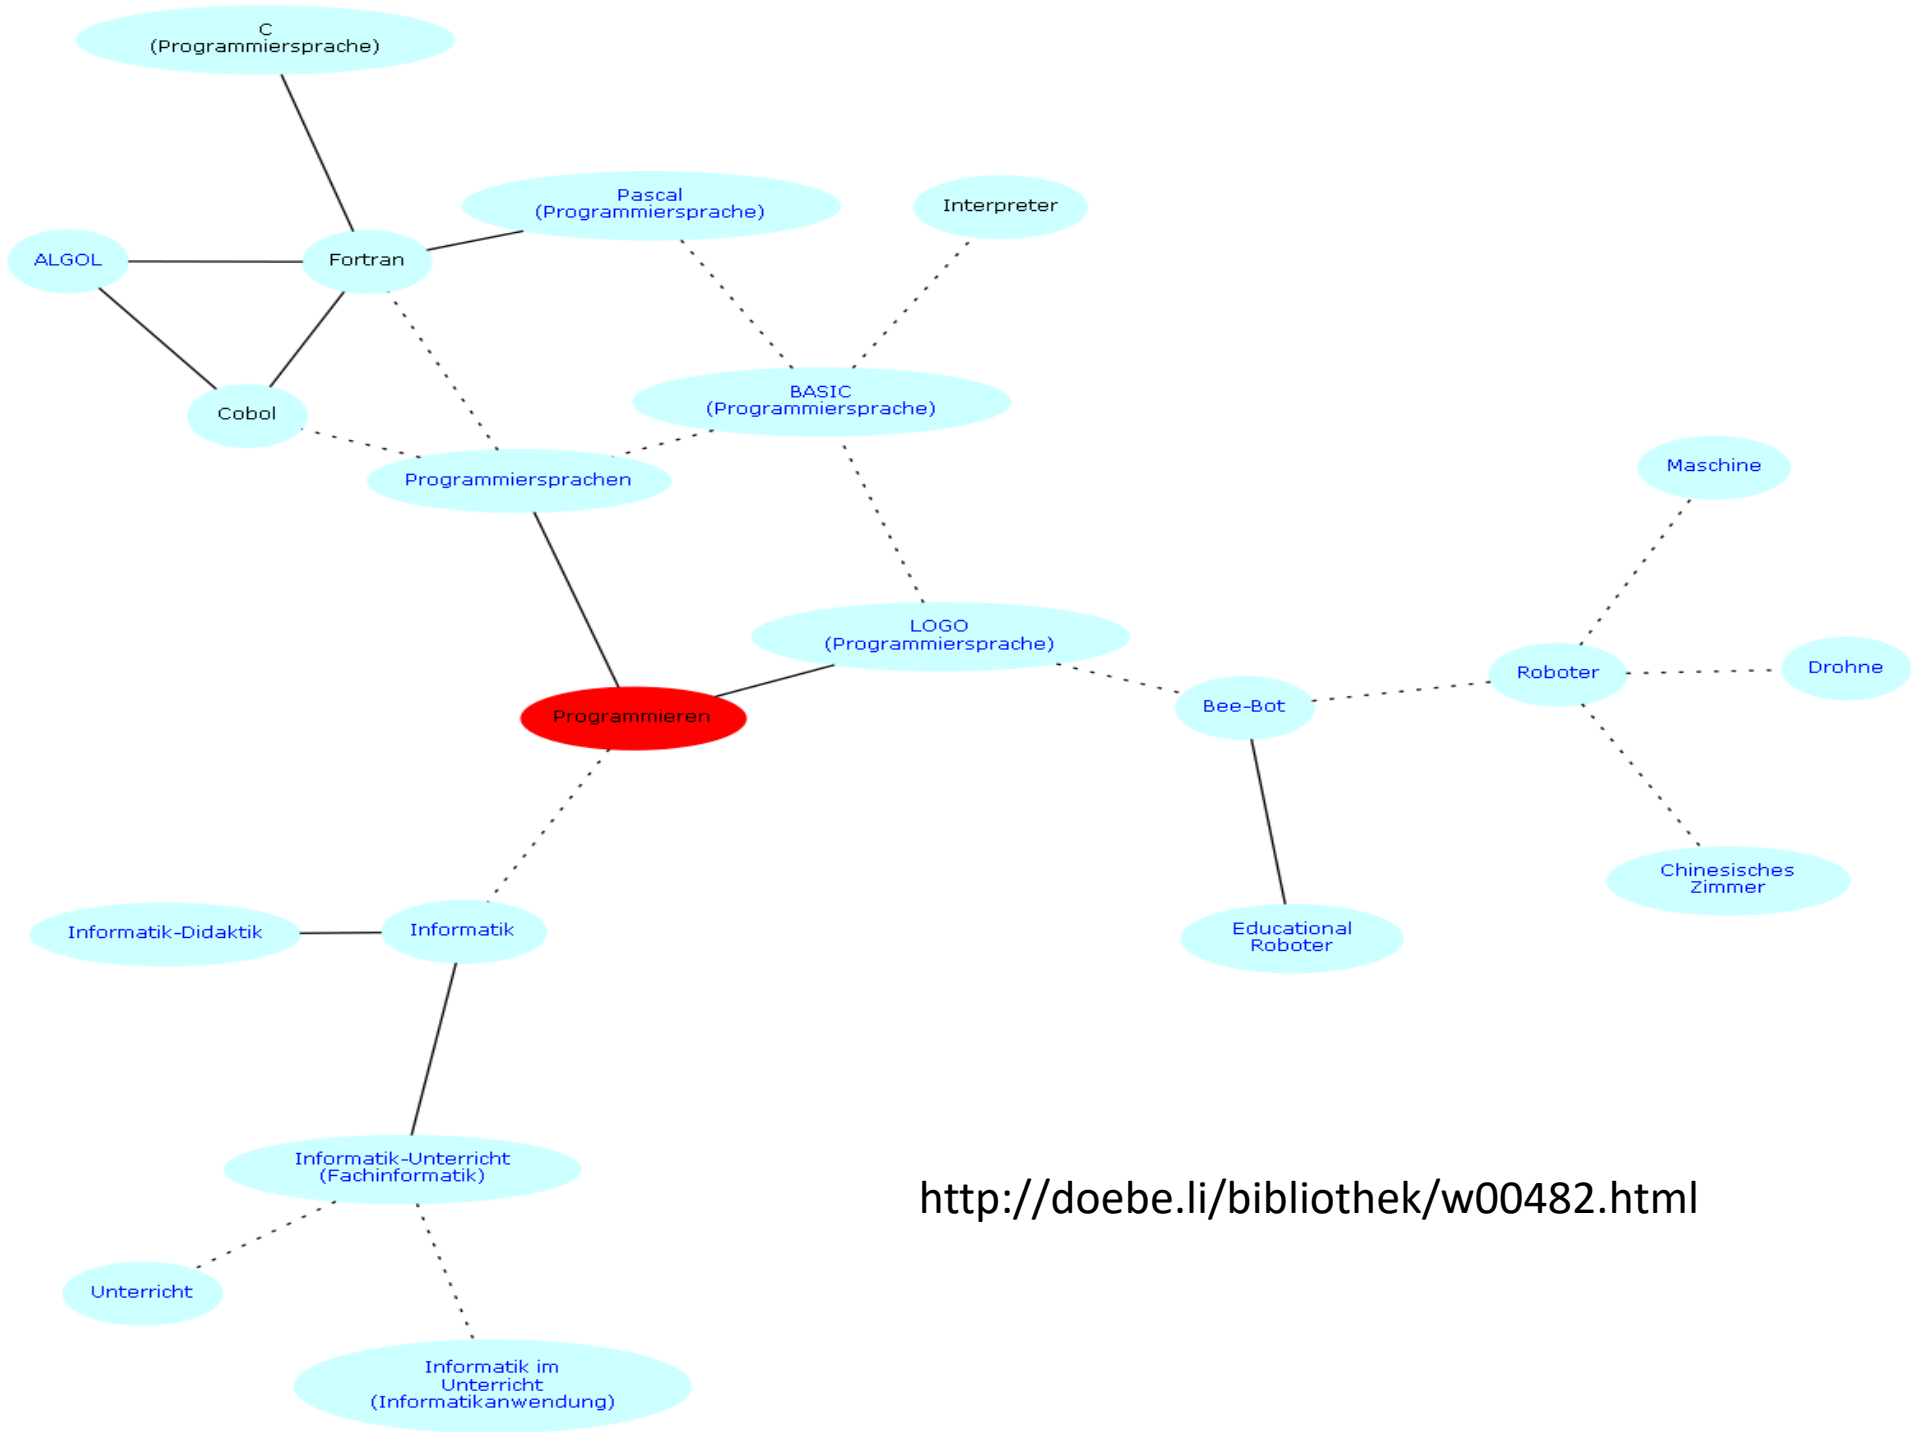 C
(Programmiersprache)
Pascal
(Programmiersprache)
Interpreter
ALGOL
Fortran
BASIC
(Programmiersprache)
Cobol
Programmiersprachen
Maschine
LOGO
(Programmiersprache)
Roboter
Drohne
Bee-Bot
Programmieren
Chinesisches
Zimmer
Informatik-Didaktik
Informatik
Educational
Roboter
Informatik-Unterricht
(Fachinformatik)
http://doebe.li/bibliothek/w00482.html
Unterricht
Informatik im
Unterricht
(Informatikanwendung)